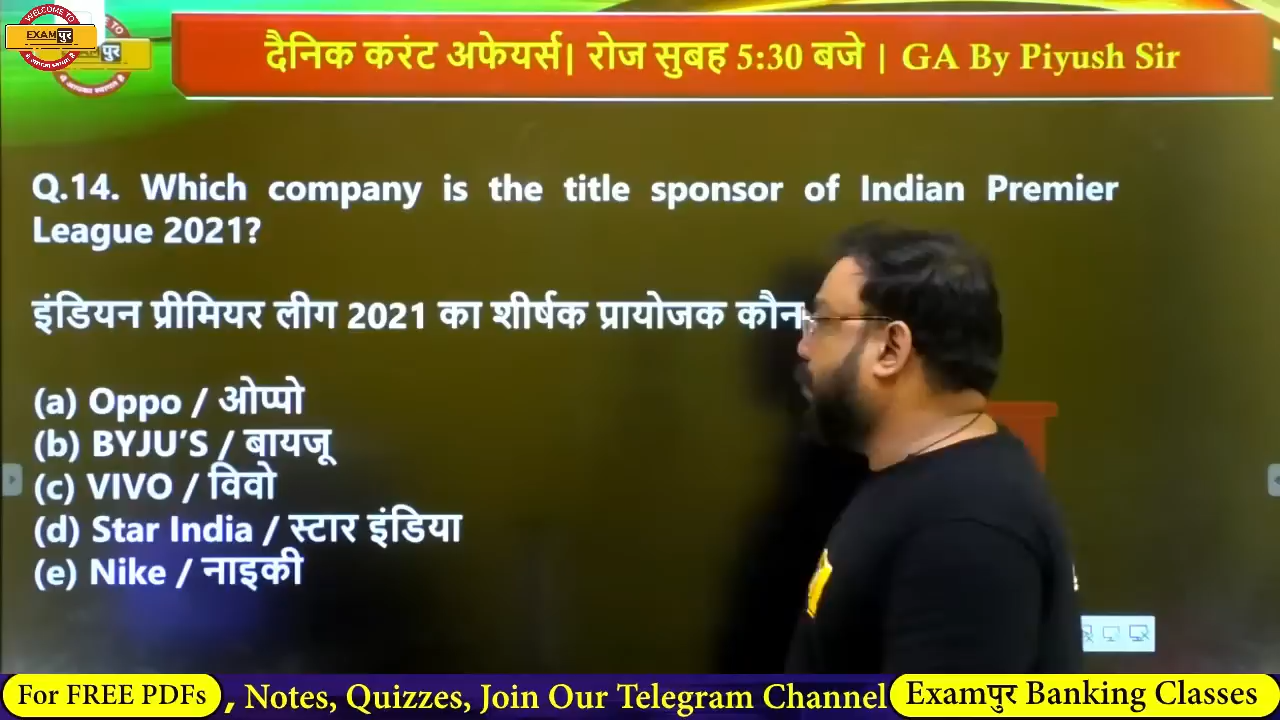 WELCOME TO
EXAMपुर
पुर
दैनिक करंट अफेयर्स| रोज सुबह 5:30 बजे | GA By Piyush Sir
Q.14. Which company is the title sponsor of Indian Premier
League 2021?
इंडियन प्रीमियर लीग 2021 का शीर्षक प्रायोजक कौन
(a) Oppo / ओप्पो
(b) BYJU’S / बायजू
(c) VIVO / विवो
(d) Star India / स्टार इंडिया
(e) Nike / नाइकी
For FREE PDFs , Notes, Quizzes, Join Our Telegram Channel Examपुर Banking Classes